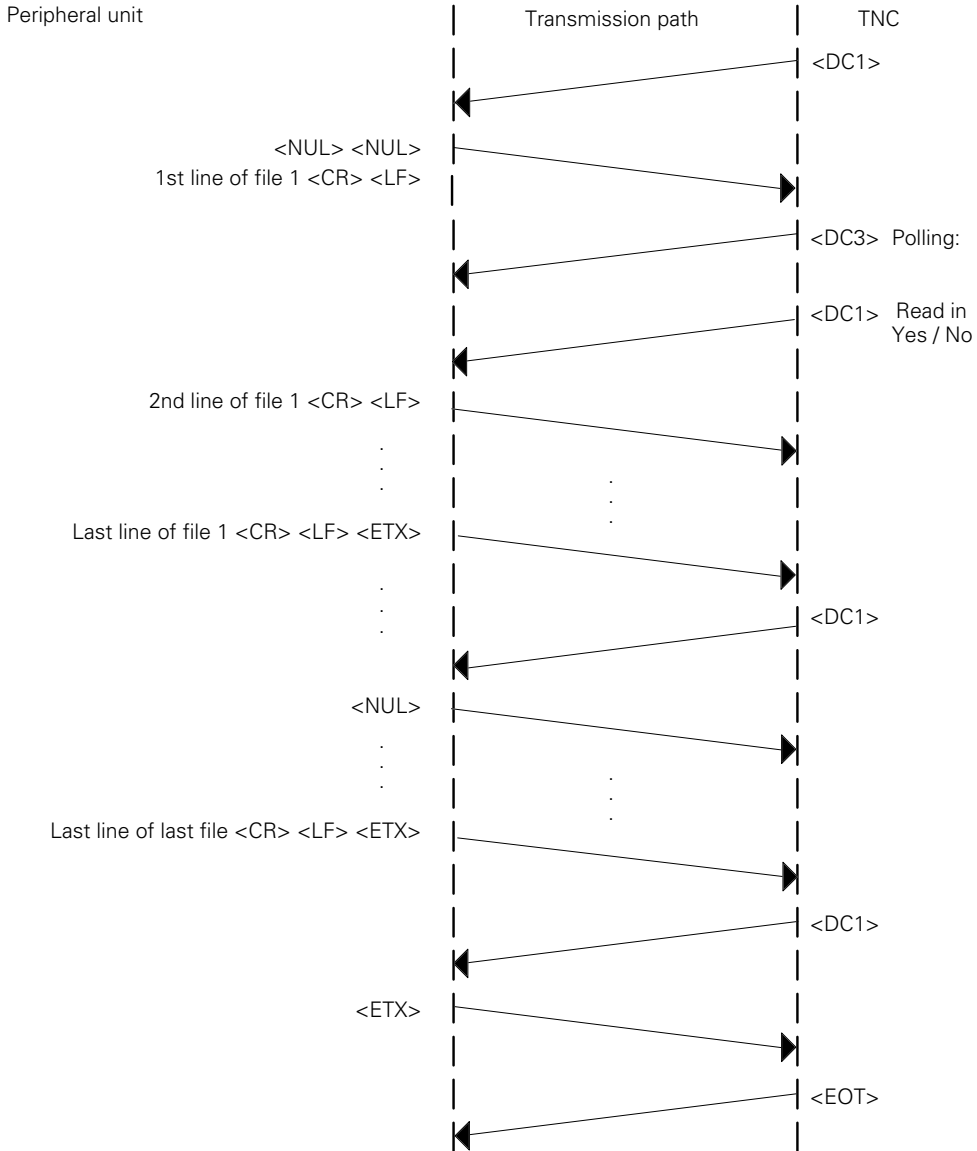 Peripheral unit
Transmission path
TNC
<DC1>
<NUL> <NUL>
1st line of file 1 <CR> <LF>
<DC3> Polling:
<DC1> Read in
Yes / No
2nd line of file 1 <CR> <LF>
.
.
.
.
.
.
Last line of file 1 <CR> <LF> <ETX>
.
.
.
<DC1>
<NUL>
.
.
.
.
.
.
Last line of last file <CR> <LF> <ETX>
<DC1>
<ETX>
<EOT>